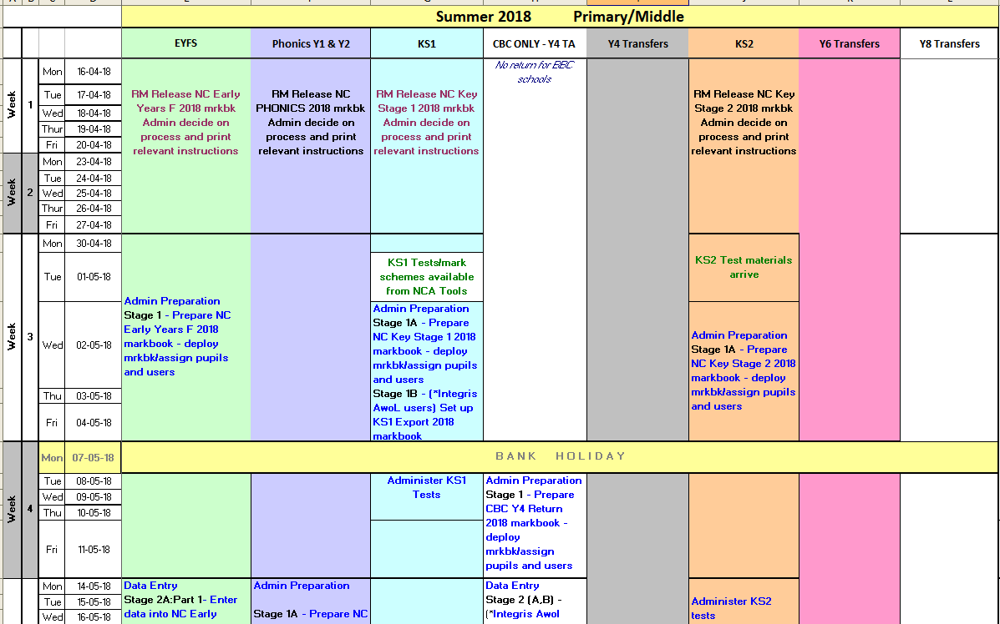 Summer 2018 Primary/Middle
EYFS
Phonics Y1 & Y2
KS1
CBC ONLY - Y4 TA
Y4 Transfers
KS2
Y6 Transfers
Y8 Transfers
Week
1
Mon 16-04-18
Tue 17-04-18
Wed 18-04-18
Thur 19-04-18
Fri 20-04-18
RM Release NC Early
Years F 2018 mrkbk
Admin decide on
process and print
relevant instructions
RM Release NC
PHONICS 2018 mrkbk
Admin decide on
process and print
relevant instructions
RM Release NC Key
Stage 1 2018 mrkbk
Admin decide on
process and print
relevant instructions
No return for BBC
schools
RM Release NC Key
Stage 2 2018 mrkbk
Admin decide on
process and print
relevant instructions
Week
2
Mon 23-04-18
Tue 24-04-18
Wed 25-04-18
Thur 26-04-18
Fri 27-04-18
Week
3
Mon 30-04-18
Tue 01-05-18
Wed 02-05-18
Thu 03-05-18
Fri 04-05-18
Admin Preparation
Stage 1 - Prepare NC
Early Years F 2018
markbook - deploy
mrkbk/assign pupils
and users
KS1 Tests/mark
schemes available
from NCA Tools
Admin Preparation
Stage 1A - Prepare
NC Key Stage 1 2018
markbook - deploy
mrkbk/assign pupils
and users
Stage 1B - (*Integris
AwoL users) Set up
KS1 Export 2018
markbook
KS2 Test materials
arrive
Admin Preparation
Stage 1A - Prepare
NC Key Stage 2 2018
markbook - deploy
mrkbk/assign pupils
and users
Week
4
Mon 07-05-18
BANK HOLIDAY
Tue 08-05-18
Wed 09-05-18
Thu 10-05-18
Fri 11-05-18
Administer KS1
Tests
Admin Preparation
Stage 1 - Prepare
CBC Y4 Return
2018 markbook -
deploy
mrkbk/assign
pupils and users
Mon 14-05-18
Tue 15-05-18
Wed 16-05-18
Data Entry
Stage 2A:Part 1- Enter
data into NC Early
Admin Preparation
Stage 1A - Prepare NC
Data Entry
Stage 2 (A,B) -
(*Integris Awol
Administer KS2
tests